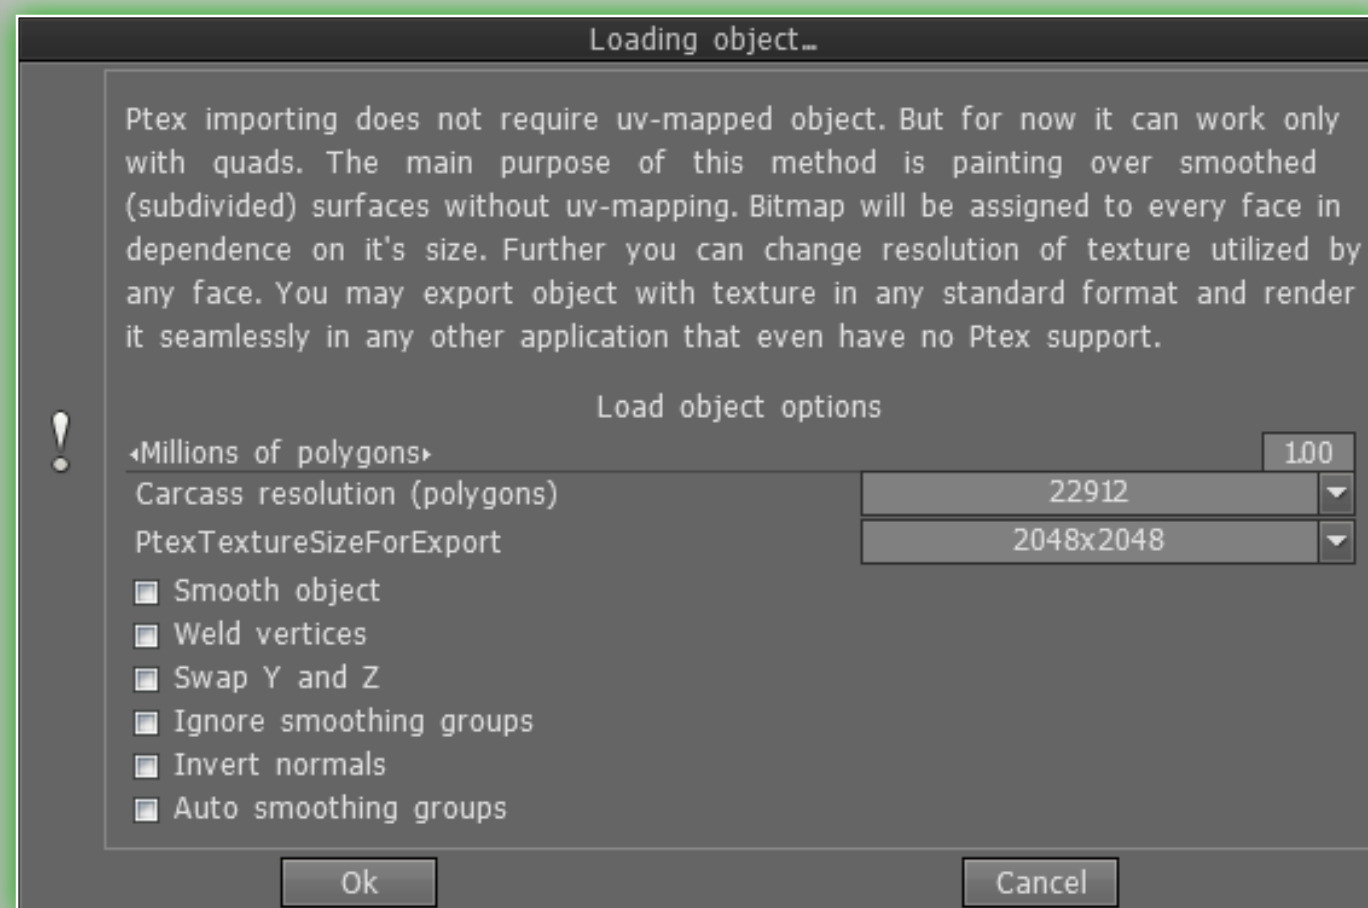 Loading object…
Ptex importing does not require uv-mapped object. But for now it can work only
with quads. The main purpose of this method is painting over smoothed
(subdivided) surfaces without uv-mapping. Bitmap will be assigned to every face in
dependence on it's size. Further you can change resolution of texture utilized by
any face. You may export object with texture in any standard format and render
it seamlessly in any other application that even have no Ptex support.
Load object options
Millions of polygons 1.00
Carcass resolution (polygons) 22912
PtexTextureSizeForExport 2048x2048
Smooth object
Weld vertices
Swap Y and Z
Ignore smoothing groups
Invert normals
Auto smoothing groups
Ok Cancel